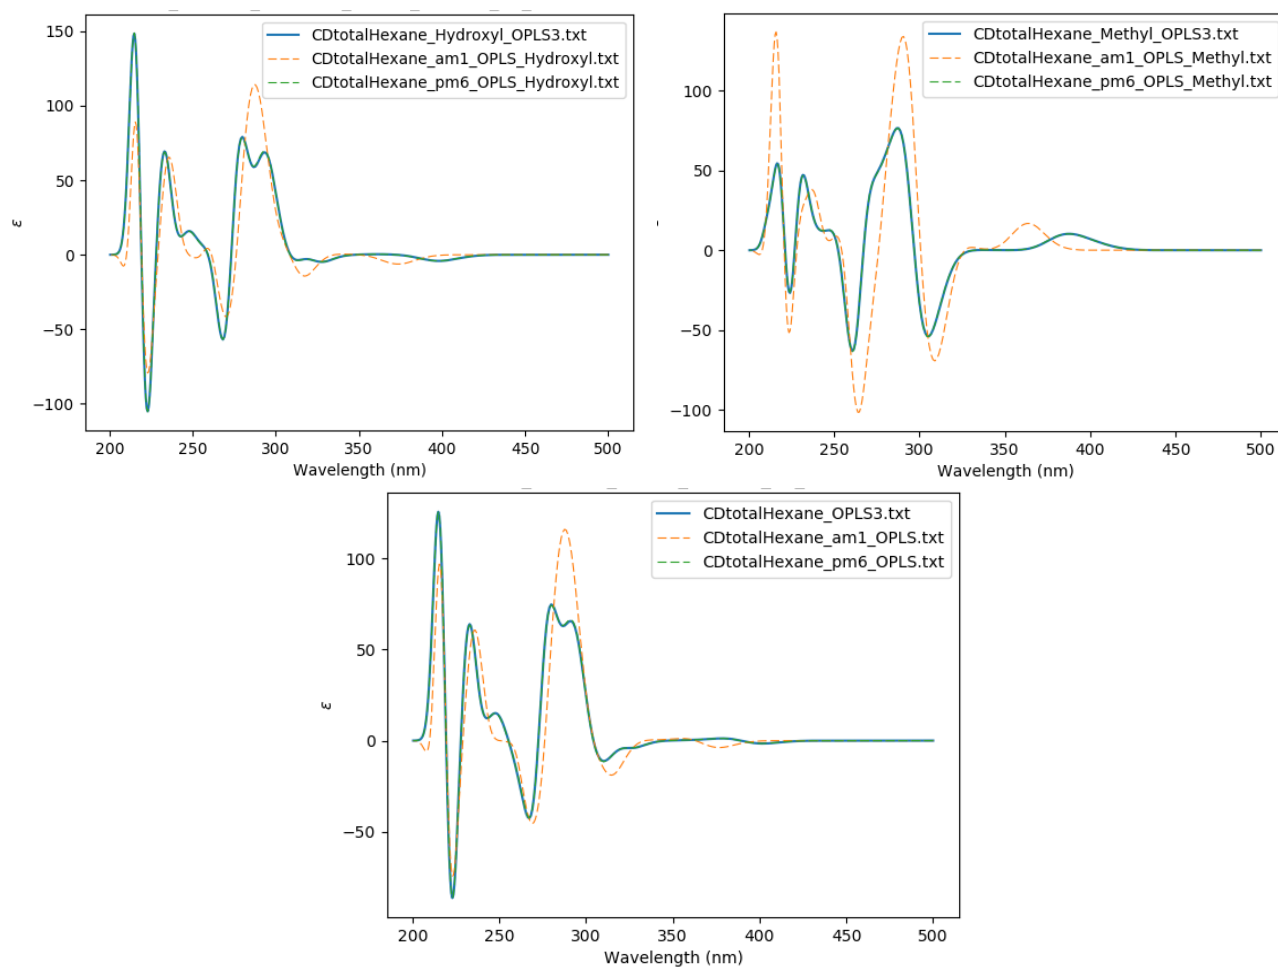 CDtotalHexane_Hydroxyl_OPLS3.txt
CDtotalHexane_am1_OPLS_Hydroxyl.txt
CDtotalHexane_pm6_OPLS_Hydroxyl.txt
150
100
50
0
−50
−100
ε
200 250 300 350 400 450 500
Wavelength (nm)
CDtotalHexane_Methyl_OPLS3.txt
CDtotalHexane_am1_OPLS_Methyl.txt
CDtotalHexane_pm6_OPLS_Methyl.txt
100
50
0
−50
−100
200 250 300 350 400 450 500
Wavelength (nm)
CDtotalHexane_OPLS3.txt
CDtotalHexane_am1_OPLS.txt
CDtotalHexane_pm6_OPLS.txt
100
50
0
−50
ε
200 250 300 350 400 450 500
Wavelength (nm)